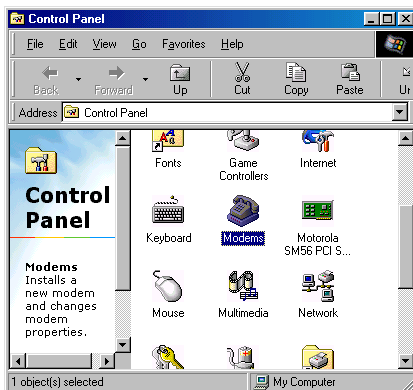 Control Panel
File Edit View Go Favorites Help
Back Forward Up Cut Copy Paste Ur
Address Control Panel
Control
Panel
Modems
Installs a
new modem
and changes
modem
properties.
Fonts Game
Controllers Internet
Keyboard Modems Motorola
SM56 PCI S...
Mouse Multimedia Network
1 object(s) selected My Computer